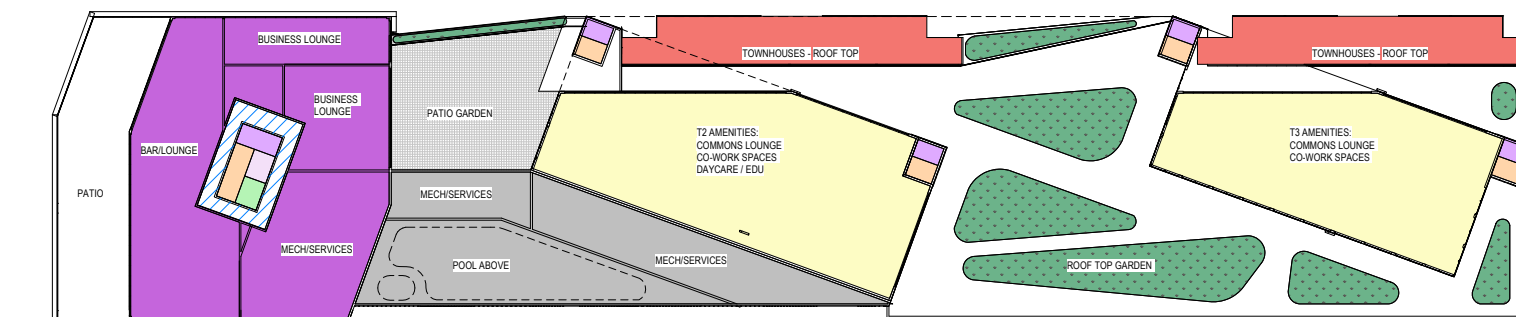 BUSINESS LOUNGE
TOWNHOUSES - ROOF TOP
TOWNHOUSES - ROOF TOP
BUSINESS
LOUNGE
PATIO GARDEN
BAR/LOUNGE
T2 AMENITIES:
COMMONS LOUNGE
CO-WORK SPACES
DAYCARE / EDU
T3 AMENITIES:
COMMONS LOUNGE
CO-WORK SPACES
PATIO
MECH/SERVICES
MECH/SERVICES
POOL ABOVE
MECH/SERVICES
ROOF TOP GARDEN